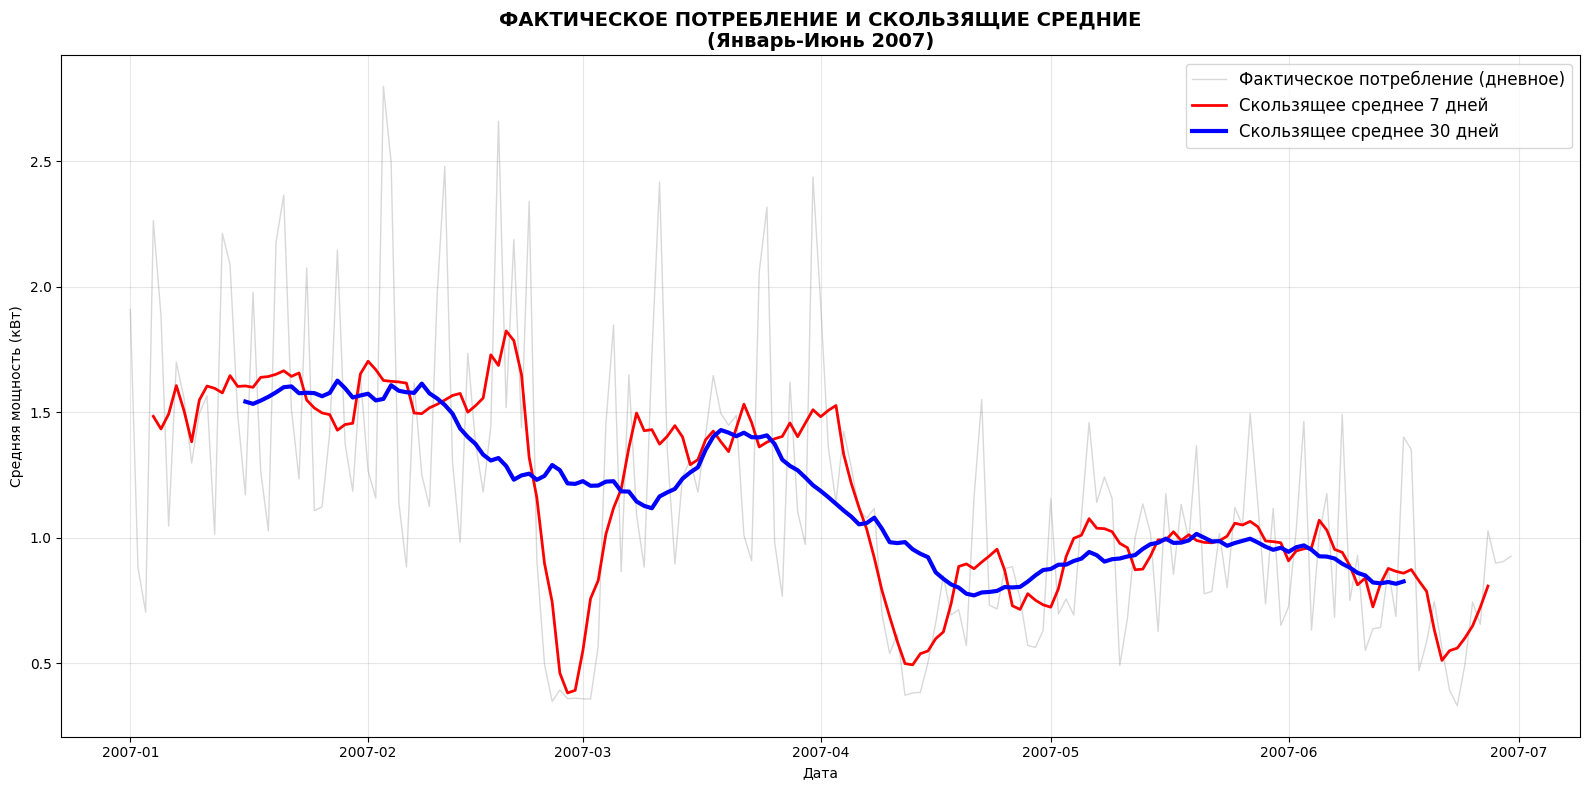 ФАКТИЧЕСКОЕ ПОТРЕБЛЕНИЕ И СКОЛЬЗЯЩИЕ СРЕДНИЕ
(Январь-Июнь 2007)
Фактическое потребление (дневное)
Скользящее среднее 7 дней
Скользящее среднее 30 дней
Средняя мощность (кВт)
2.5
2.0
1.5
1.0
0.5
2007-01
2007-02
2007-03
2007-04
2007-05
2007-06
2007-07
Дата